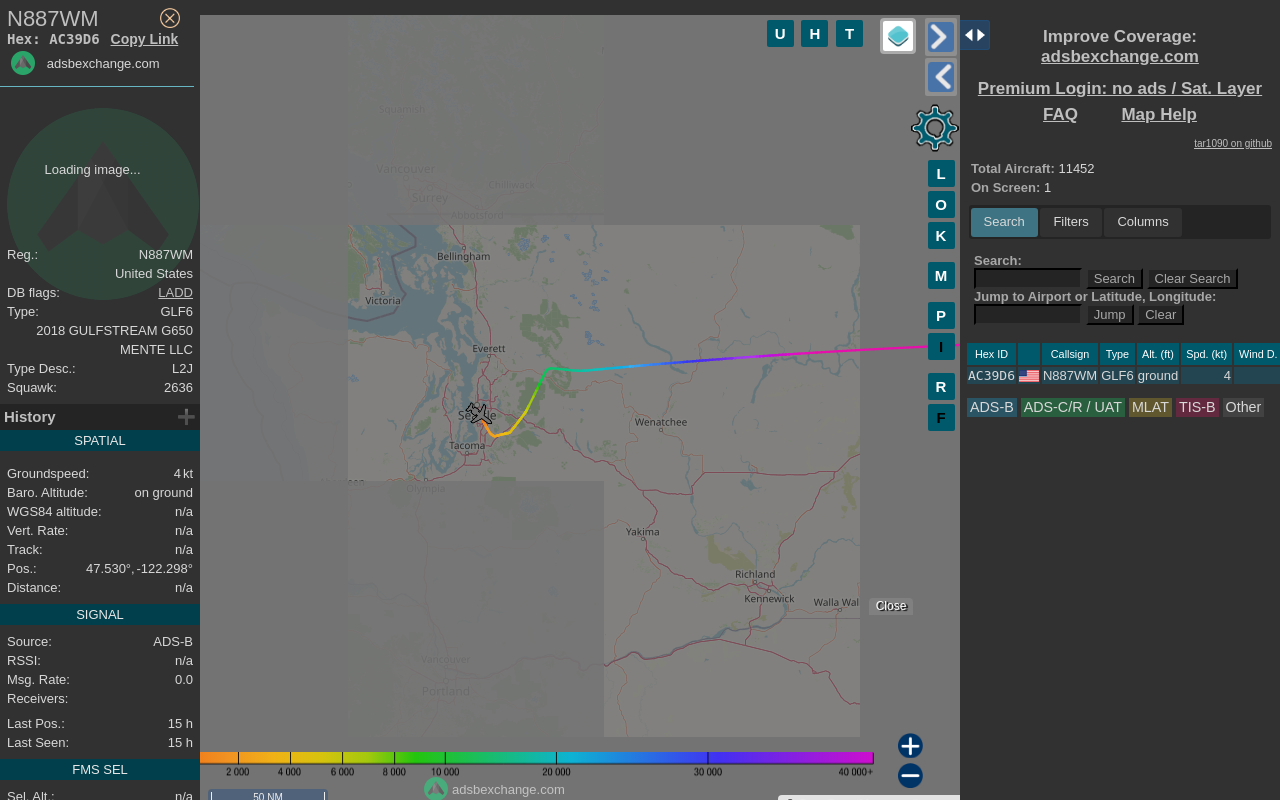 N887WM
Hex: AC39D6 Copy Link
adsbexchange.com
Loading image...
Reg.: N887WM
United States
DB flags: LADD
Type: GLF6
2018 GULFSTREAM G650
MENTE LLC
Type Desc.: L2J
Squawk: 2636
History
SPATIAL
Groundspeed: 4 kt
Baro. Altitude: on ground
WGS84 altitude: n/a
Vert. Rate: n/a
Track: n/a
Pos.: 47.530°, -122.298°
Distance: n/a
SIGNAL
Source: ADS-B
RSSI: n/a
Msg. Rate: 0.0
Receivers:
Last Pos.: 15 h
Last Seen: 15 h
FMS SEL
Sel. Alt.: n/a
U H T
L
O
K
M
P
I
R
F
Squamish
Vancouver
Surrey
Chilliwack
Abbotsford
Bellingham
Victoria
Everett
Seattle
Wenatchee
Tacoma
Olympia
Yakima
Richland
Kennewick
Walla Wal
Vancouver
Portland
Close
2 000 4 000 6 000 8 000 10 000 20 000 30 000 40 000+
adsbexchange.com
50 NM
Improve Coverage:
adsbexchange.com
Premium Login: no ads / Sat. Layer
FAQ Map Help
tar1090 on github
Total Aircraft: 11452
On Screen: 1
Search Filters Columns
Search:
Search Clear Search
Jump to Airport or Latitude, Longitude:
Jump Clear
Hex ID Callsign Type Alt. (ft) Spd. (kt) Wind D.
AC39D6 N887WM GLF6 ground 4
ADS-B ADS-C/R / UAT MLAT TIS-B Other